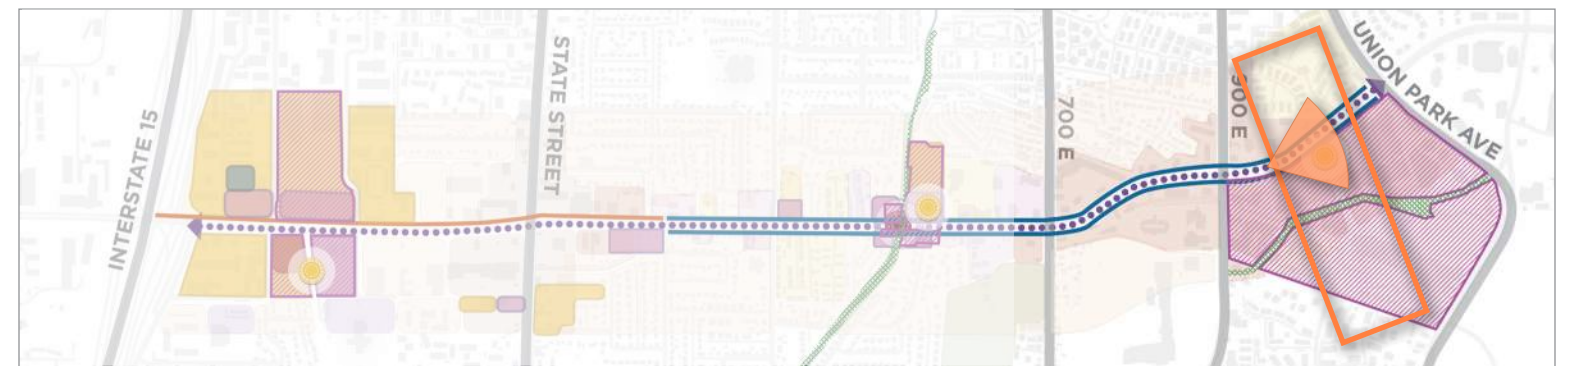 INTERSTATE 15
STATE STREET
700 E
900 E
UNION PARK AVE